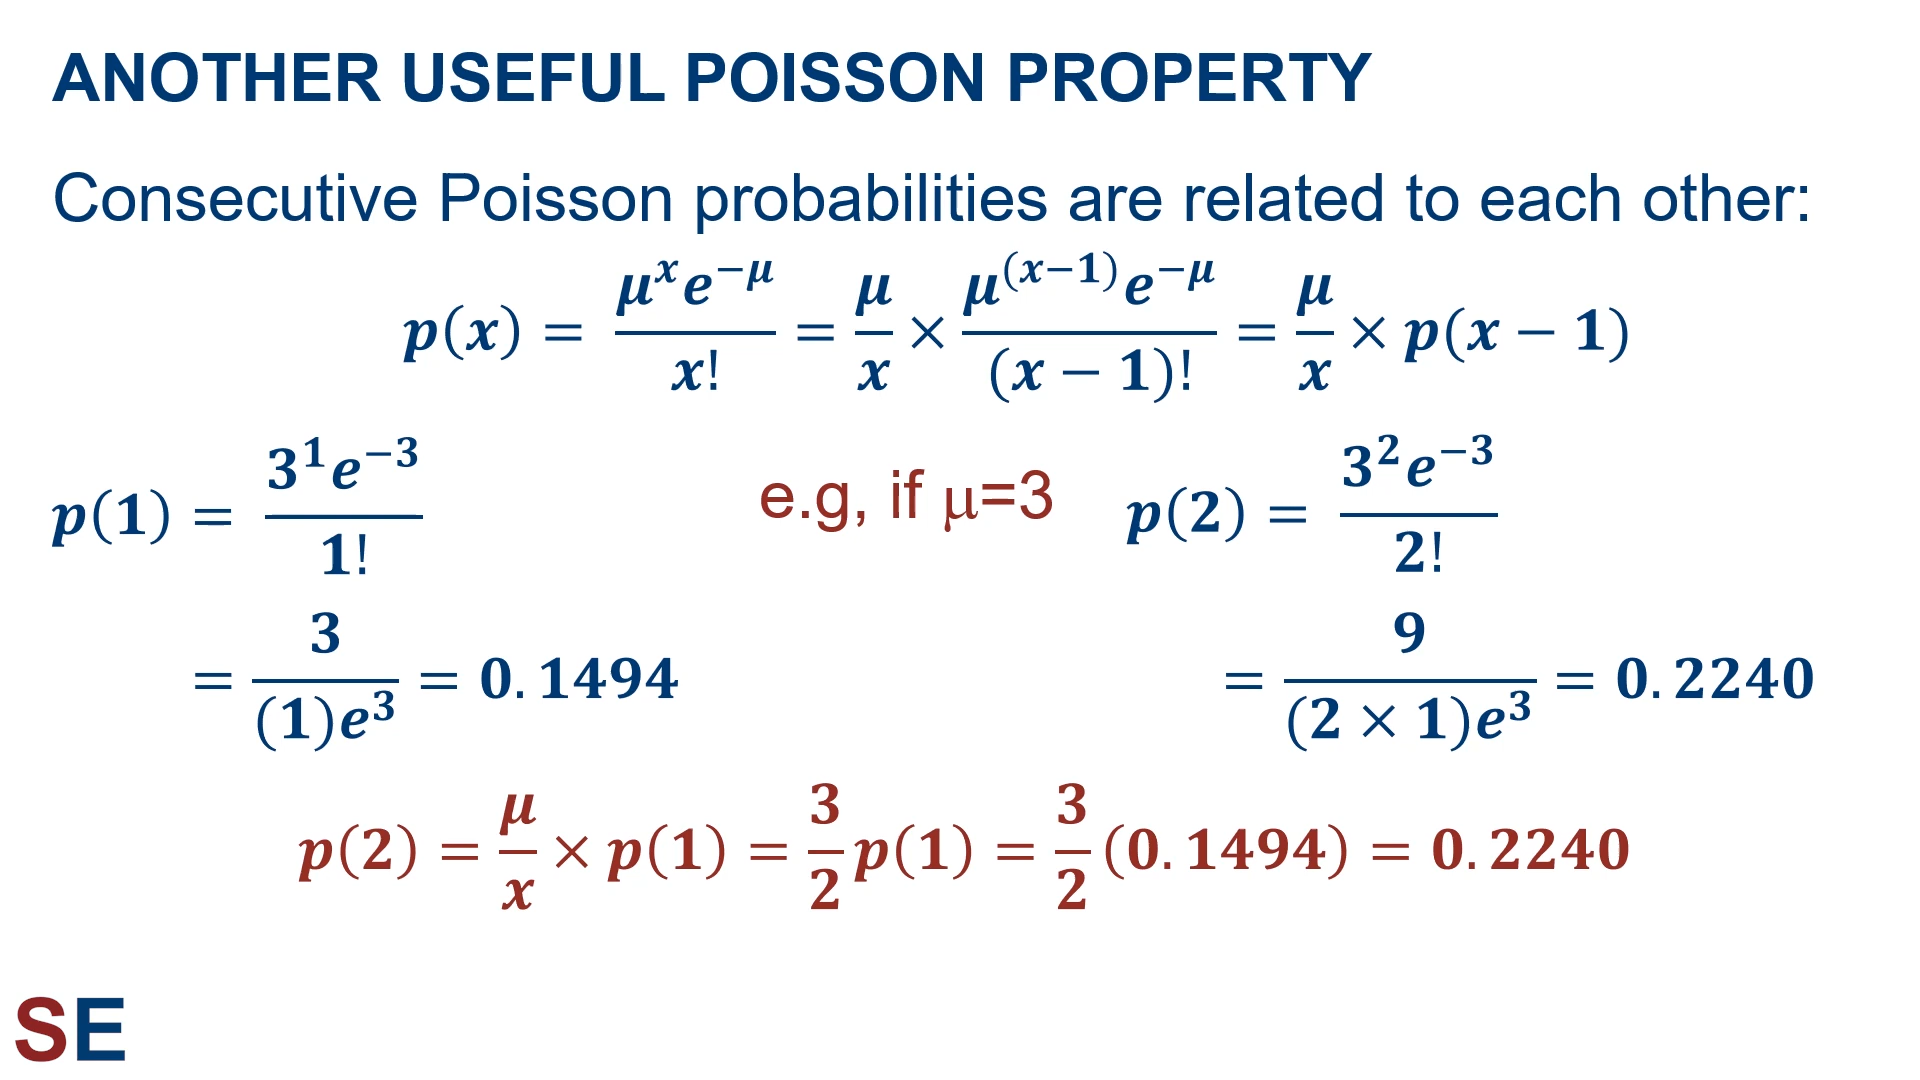 ANOTHER USEFUL POISSON PROPERTY
Consecutive Poisson probabilities are related to each other:
p(x) = μ^x e^−μ / x! = μ/x × μ^(x−1) e^−μ / (x − 1)! = μ/x × p(x − 1)
p(1) = 3^1 e^−3 / 1!
e.g, if μ=3
p(2) = 3^2 e^−3 / 2!
= 3 / (1)e^3 = 0.1494
= 9 / (2 × 1)e^3 = 0.2240
p(2) = μ/x × p(1) = 3/2 p(1) = 3/2 (0.1494) = 0.2240
SE